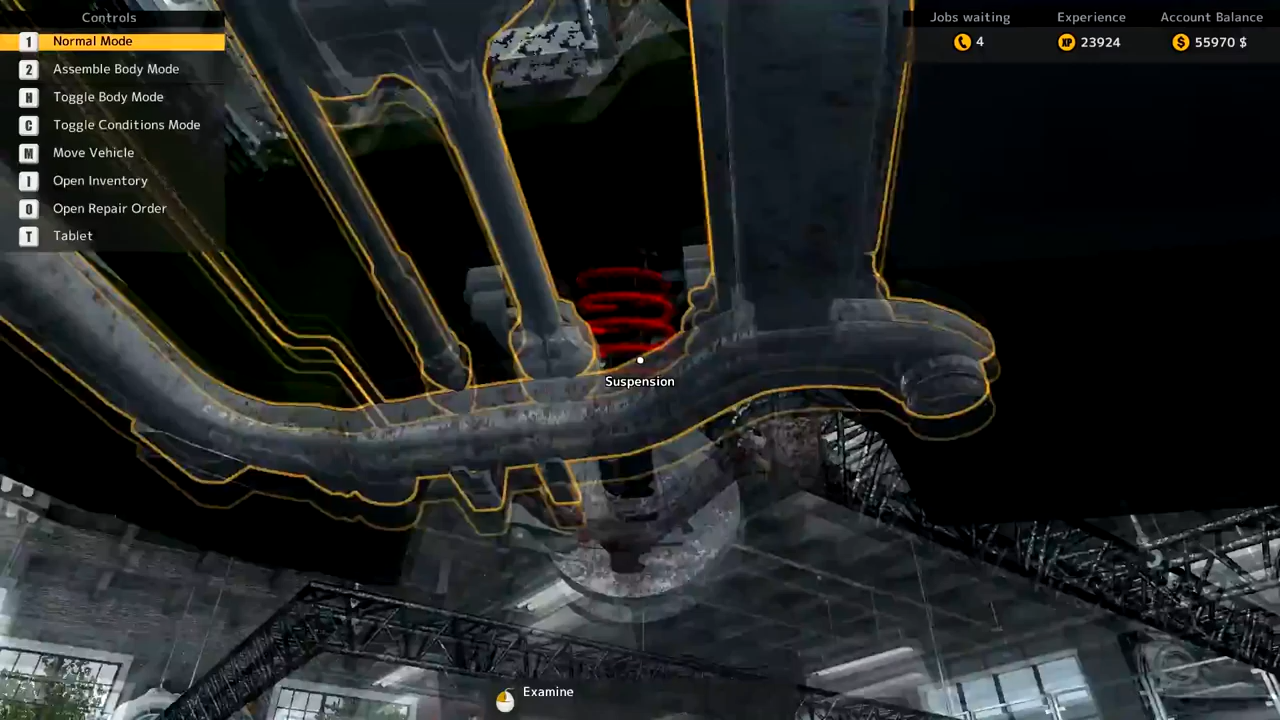 Controls
1 Normal Mode
2 Assemble Body Mode
H Toggle Body Mode
C Toggle Conditions Mode
M Move Vehicle
I Open Inventory
O Open Repair Order
T Tablet
Jobs waiting Experience Account Balance
4 XP 23924 $ 55970 $
Suspension
Examine